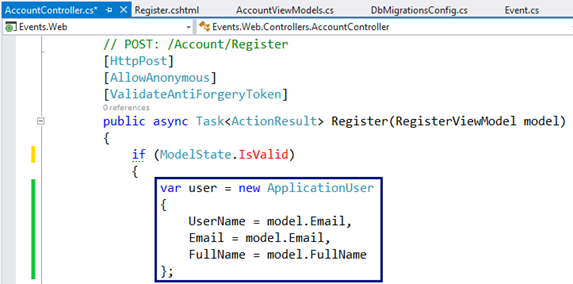 AccountController.cs* Register.cshtml AccountViewModels.cs DbMigrationsConfig.cs Event.cs
Events.Web Events.Web.Controllers.AccountController
// POST: /Account/Register
[HttpPost]
[AllowAnonymous]
[ValidateAntiForgeryToken]
0 references
public async Task<ActionResult> Register(RegisterViewModel model)
{
if (ModelState.IsValid)
{
var user = new ApplicationUser
{
UserName = model.Email,
Email = model.Email,
FullName = model.FullName
};